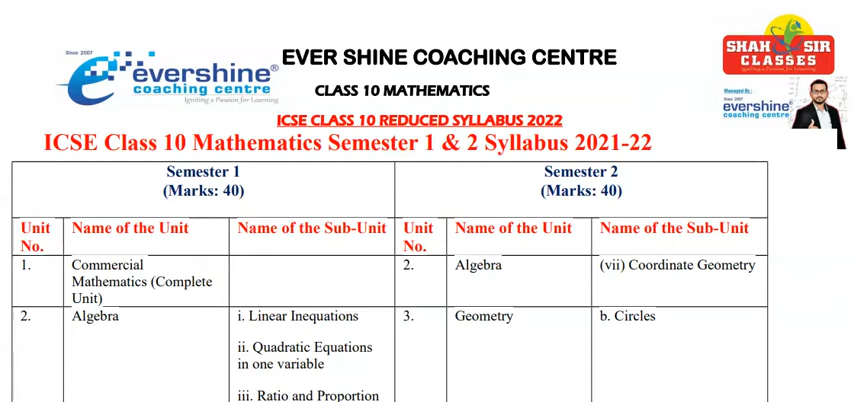 Since 2007
evershine®
coaching centre
Igniting a Passion for Learning
EVER SHINE COACHING CENTRE
CLASS 10 MATHEMATICS
ICSE CLASS 10 REDUCED SYLLABUS 2022
SHAH SIR
CLASSES
Igniting a Passion for Learning
Managed By :
Since 2007
evershine®
coaching centre
ICSE Class 10 Mathematics Semester 1 & 2 Syllabus 2021-22
Semester 1
(Marks: 40)
Semester 2
(Marks: 40)
Unit No. Name of the Unit Name of the Sub-Unit Unit No. Name of the Unit Name of the Sub-Unit
1. Commercial Mathematics (Complete Unit) 2. Algebra (vii) Coordinate Geometry
2. Algebra i. Linear Inequations 3. Geometry b. Circles
ii. Quadratic Equations
in one variable
iii. Ratio and Proportion